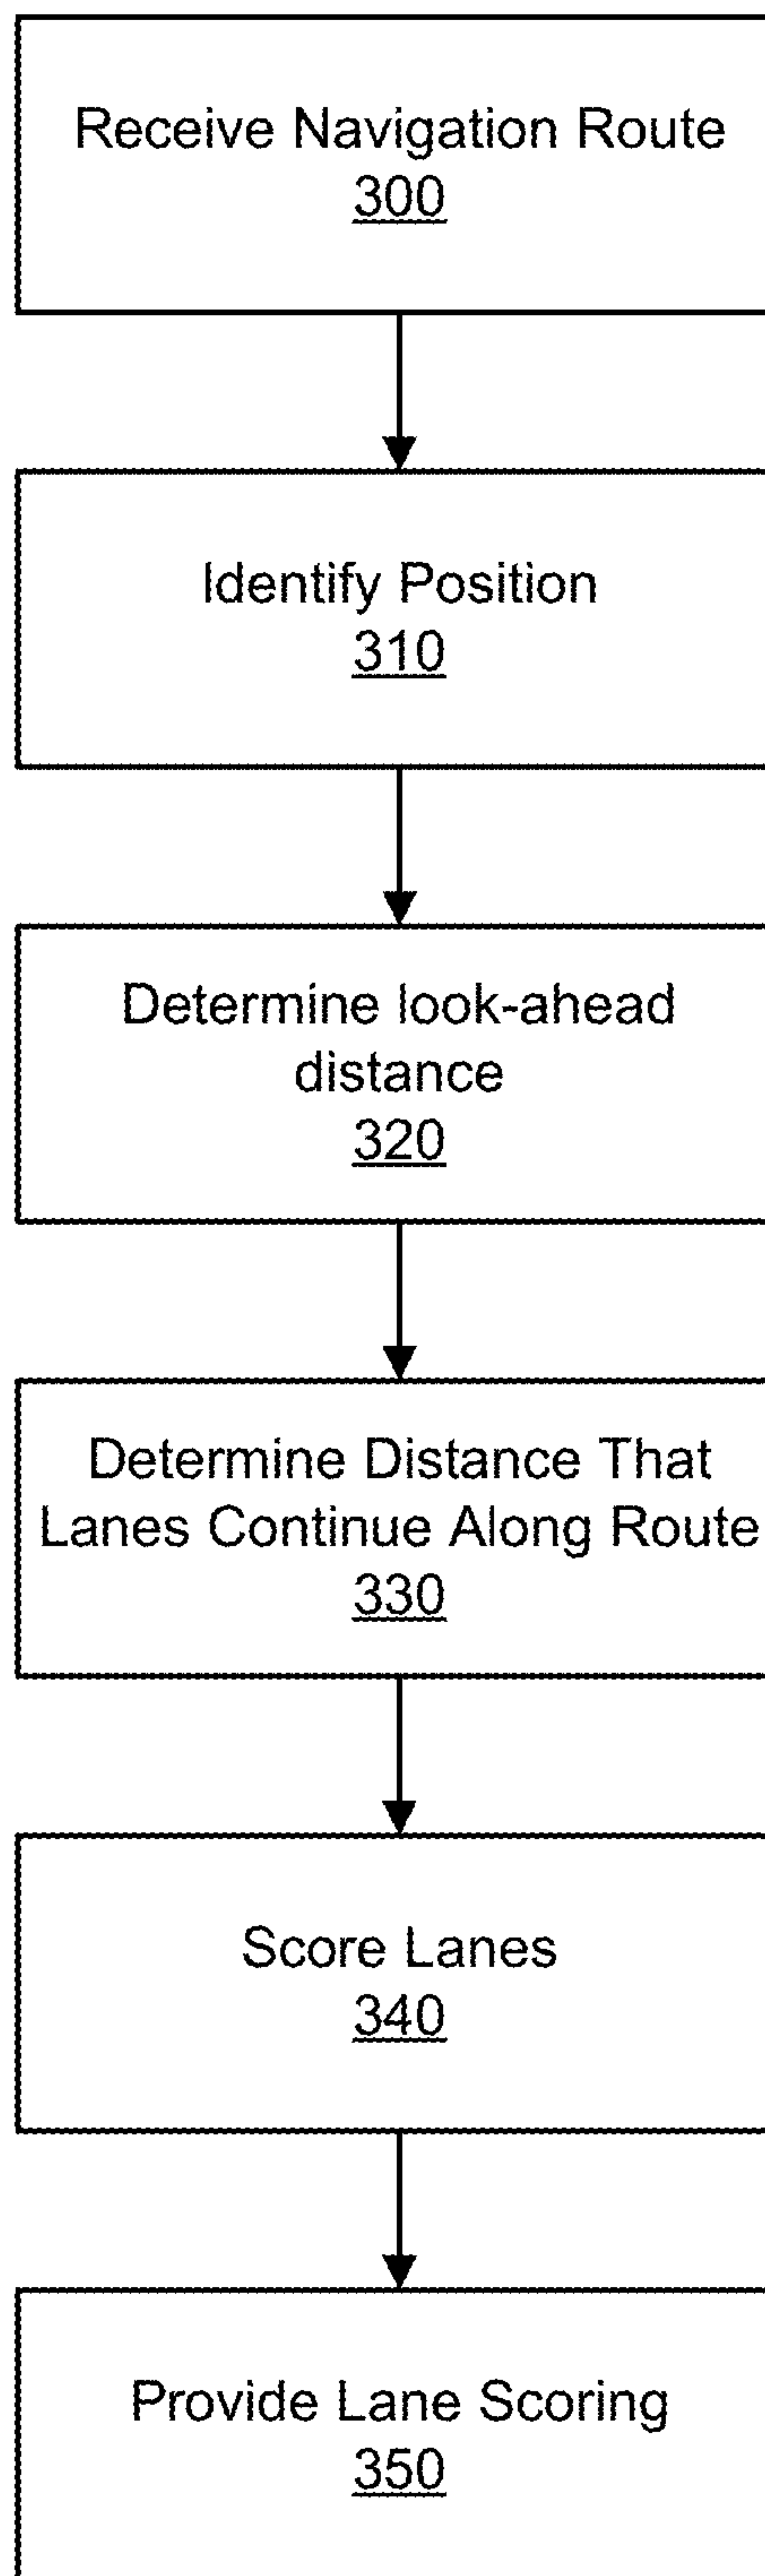 Receive Navigation Route
300
Identify Position
310
Determine look-ahead
distance
320
Determine Distance That
Lanes Continue Along Route
330
Score Lanes
340
Provide Lane Scoring
350